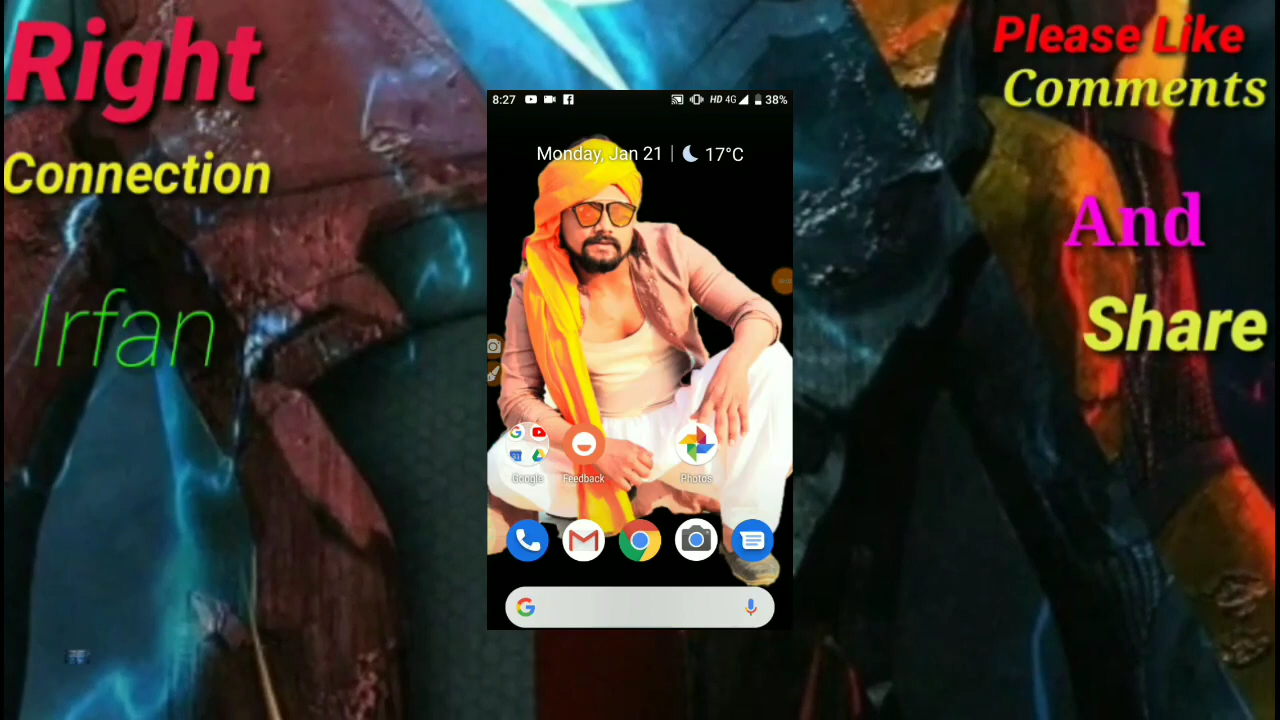 Right
Connection
Irfan
Please Like
Comments
And
Share
8:27 HD 4G 38%
Monday, Jan 21 | 17°C
Google Feedback Photos